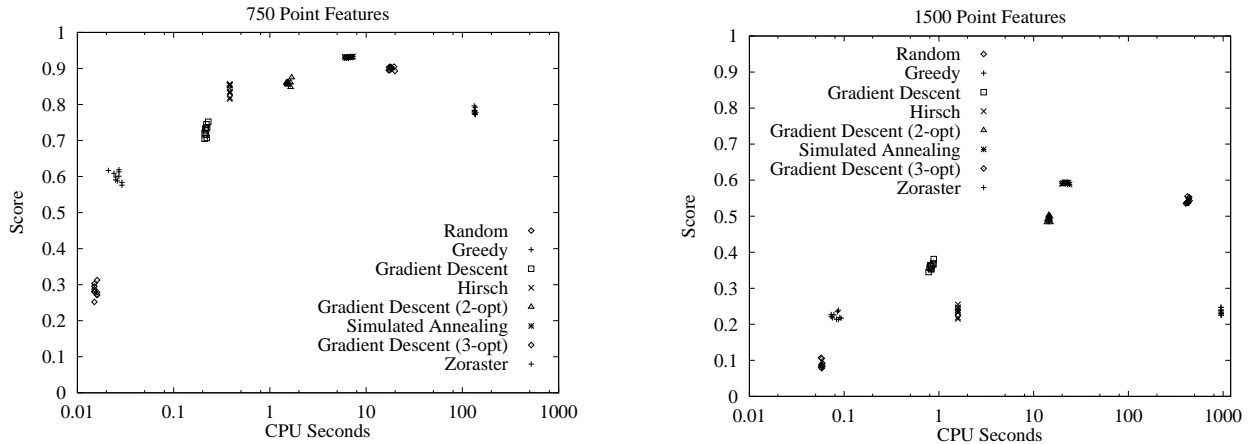 750 Point Features
1
0.9
0.8
0.7
0.6
0.5
0.4
0.3
0.2
0.1
0
Score
Random
Greedy
Gradient Descent
Hirsch
Gradient Descent (2-opt)
Simulated Annealing
Gradient Descent (3-opt)
Zoraster
0.01 0.1 1 10 100 1000
CPU Seconds
1500 Point Features
1
0.9
0.8
0.7
0.6
0.5
0.4
0.3
0.2
0.1
0
Score
Random
Greedy
Gradient Descent
Hirsch
Gradient Descent (2-opt)
Simulated Annealing
Gradient Descent (3-opt)
Zoraster
0.01 0.1 1 10 100 1000
CPU Seconds